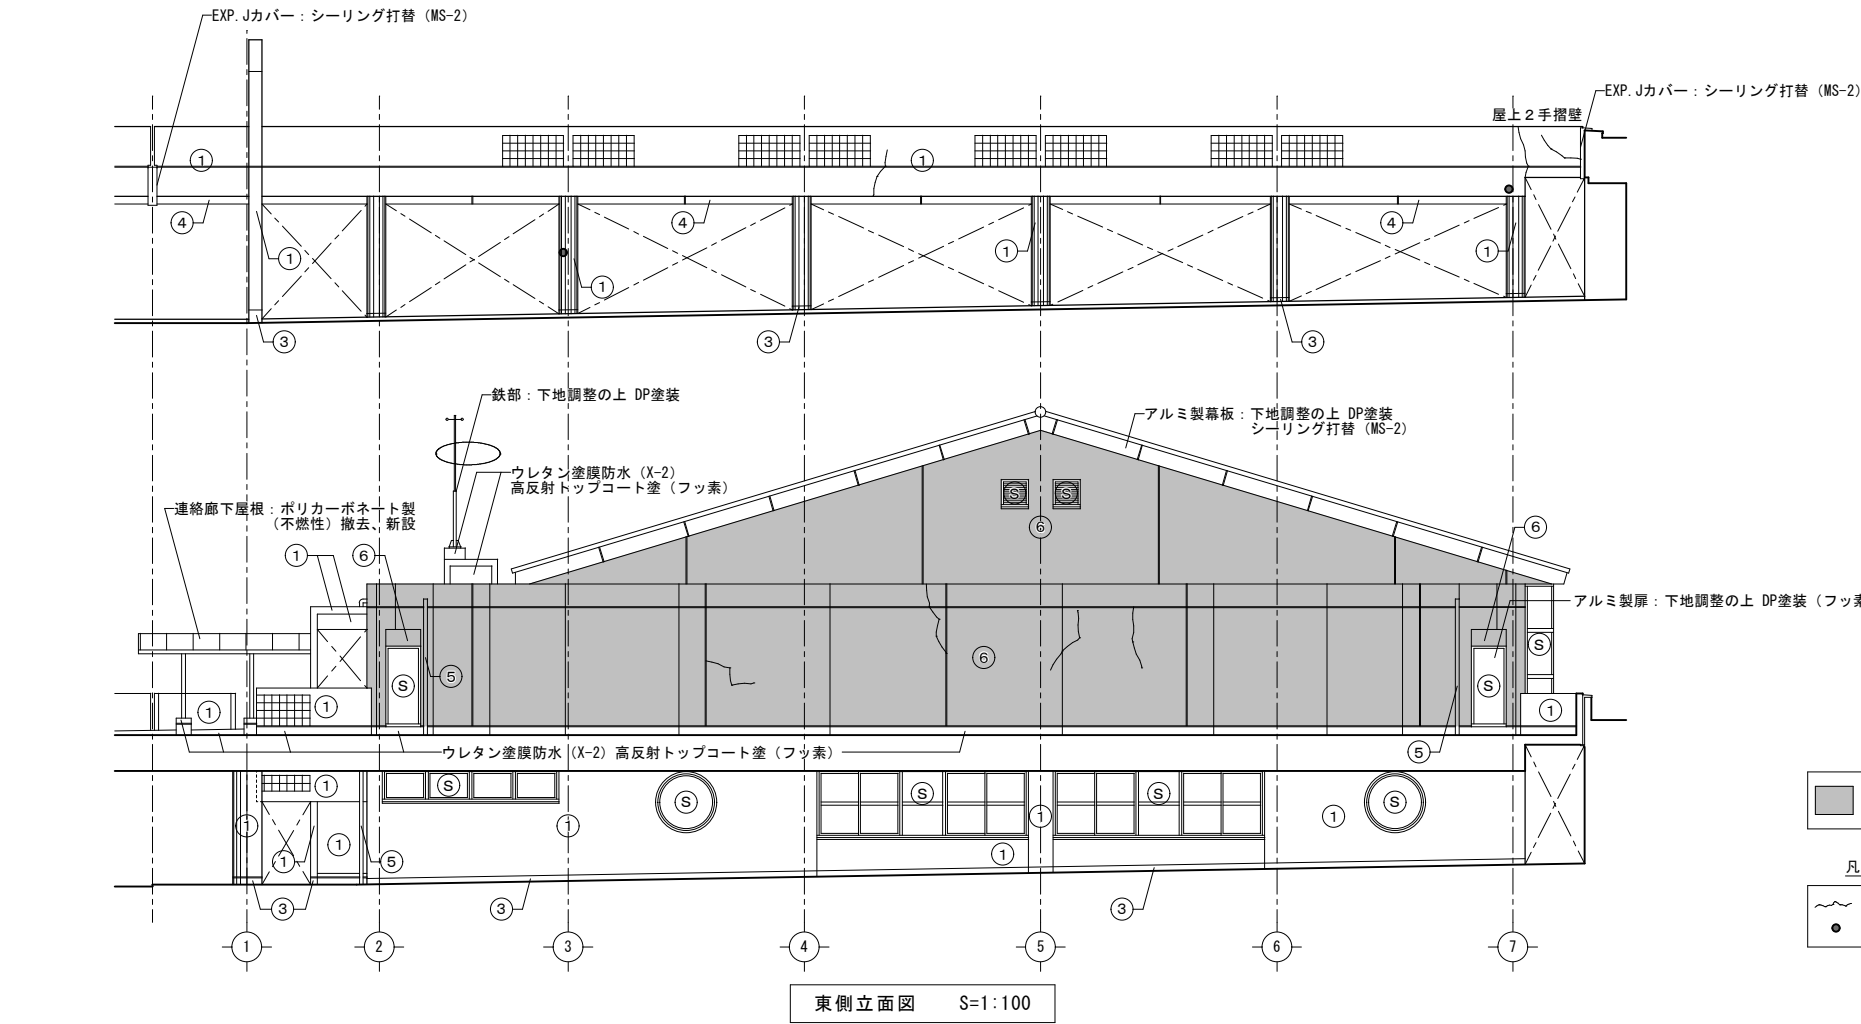 EXP.Jカバー：シーリング打替（MS-2）
EXP.Jカバー：シーリング打替（MS-2）
屋上２手摺壁
① ①
④ ④ ④
① ① ① ①
③ ③ ③
鉄部：下地調整の上 DP塗装
アルミ製幕板：下地調整の上 DP塗装
シーリング打替（MS-2）
ウレタン塗膜防水（X-2）
高反射トップコート塗（フッ素）
連絡廊下屋根：ポリカーボネート製
（不燃性）撤去、新設
S S
① ⑥ ⑥ ⑥
アルミ製扉：下地調整の上 DP塗装（フッ素
S
⑥
⑤ S S
① ① ①
ウレタン塗膜防水（X-2）高反射トップコート塗（フッ素）
⑤
① S S S S S
① ① ① ①
① ① ⑤ ①
凡
③ ③ ③
1 2 3 4 5 6 7
東側立面図 S=1:100